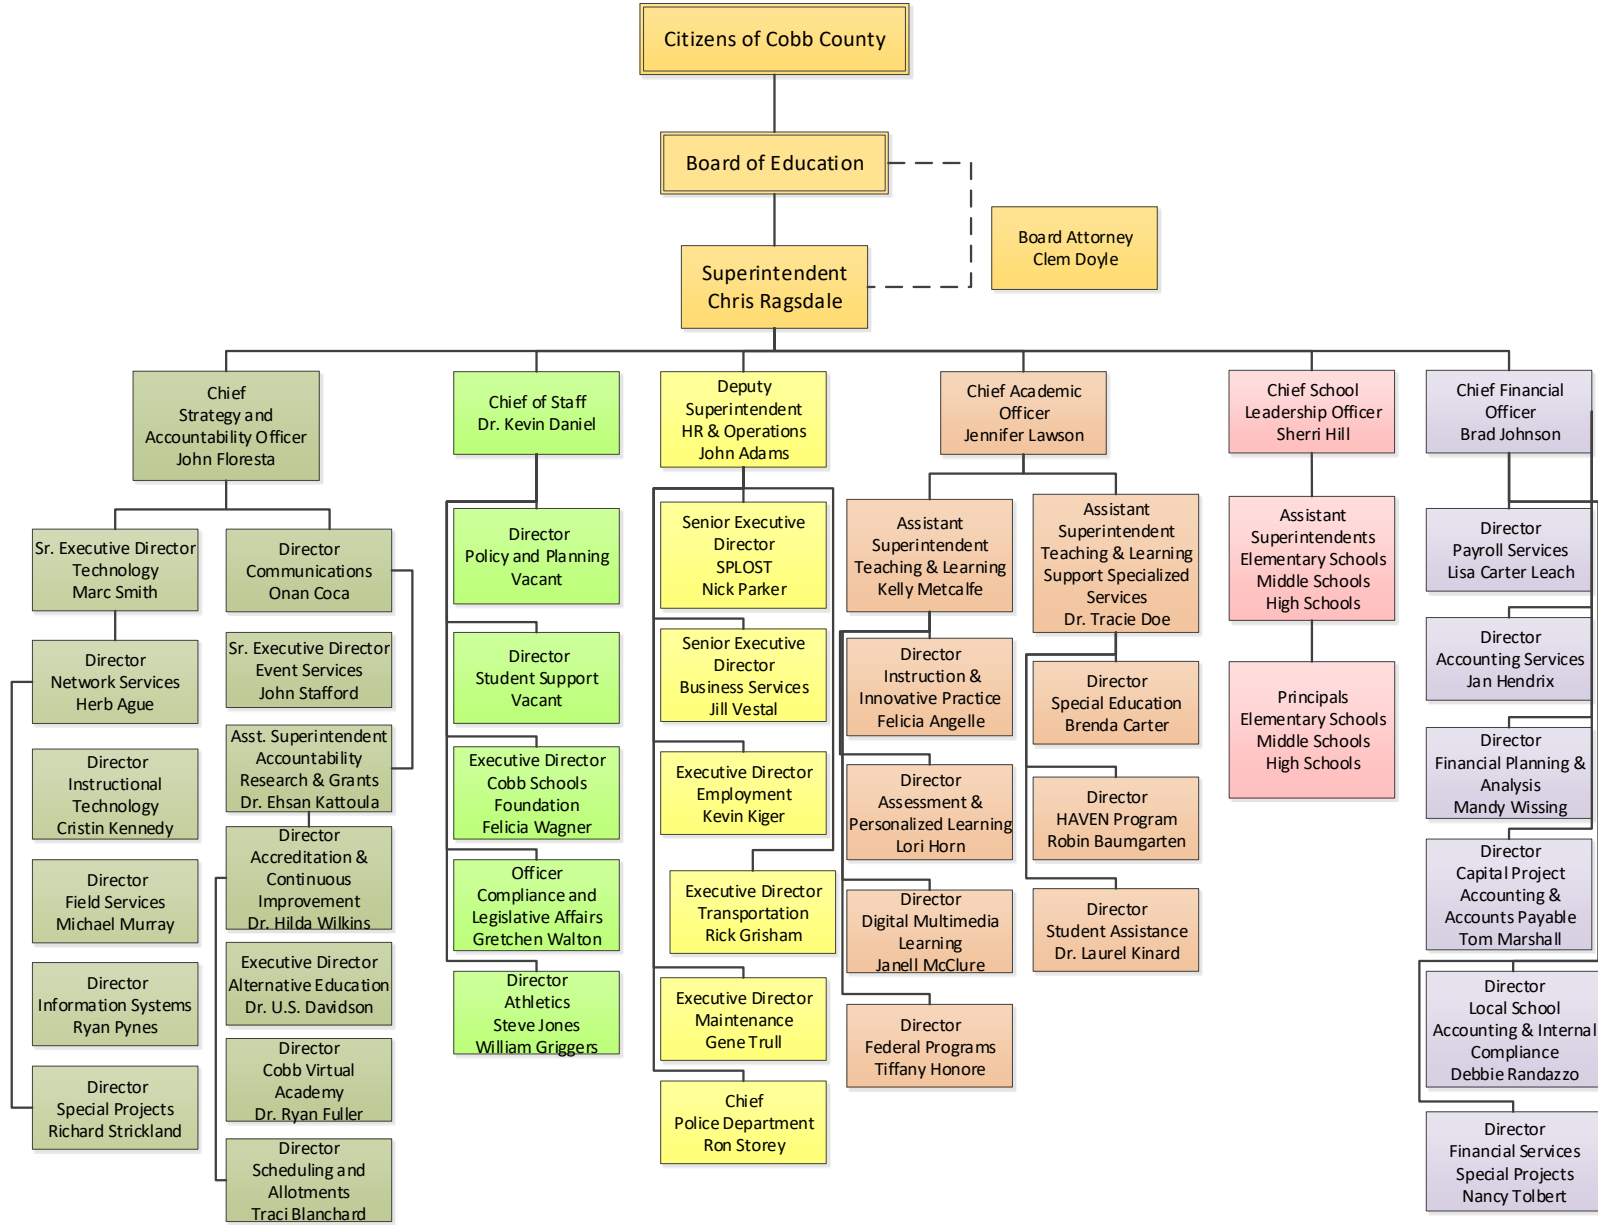 Citizens of Cobb County
Board of Education
Board Attorney
Clem Doyle
Superintendent
Chris Ragsdale
Chief
Strategy and
Accountability Officer
John Floresta
Sr. Executive Director
Technology
Marc Smith
Director
Network Services
Herb Ague
Director
Instructional
Technology
Cristin Kennedy
Director
Field Services
Michael Murray
Director
Information Systems
Ryan Pynes
Director
Special Projects
Richard Strickland
Director
Communications
Onan Coca
Sr. Executive Director
Event Services
John Stafford
Asst. Superintendent
Accountability
Research & Grants
Dr. Ehsan Kattoula
Director
Accreditation &
Continuous
Improvement
Dr. Hilda Wilkins
Executive Director
Alternative Education
Dr. U.S. Davidson
Director
Cobb Virtual
Academy
Dr. Ryan Fuller
Director
Scheduling and
Allotments
Traci Blanchard
Chief of Staff
Dr. Kevin Daniel
Director
Policy and Planning
Vacant
Director
Student Support
Vacant
Executive Director
Cobb Schools
Foundation
Felicia Wagner
Officer
Compliance and
Legislative Affairs
Gretchen Walton
Director
Athletics
Steve Jones
William Griggers
Deputy
Superintendent
HR & Operations
John Adams
Senior Executive
Director
SPLOST
Nick Parker
Senior Executive
Director
Business Services
Jill Vestal
Executive Director
Employment
Kevin Kiger
Executive Director
Transportation
Rick Grisham
Executive Director
Maintenance
Gene Trull
Chief
Police Department
Ron Storey
Chief Academic
Officer
Jennifer Lawson
Assistant
Superintendent
Teaching & Learning
Kelly Metcalfe
Director
Instruction &
Innovative Practice
Felicia Angelle
Director
Assessment &
Personalized Learning
Lori Horn
Director
Digital Multimedia
Learning
Janell McClure
Director
Federal Programs
Tiffany Honore
Assistant
Superintendent
Teaching & Learning
Support Specialized
Services
Dr. Tracie Doe
Director
Special Education
Brenda Carter
Director
HAVEN Program
Robin Baumgarten
Director
Student Assistance
Dr. Laurel Kinard
Chief School
Leadership Officer
Sherri Hill
Assistant
Superintendents
Elementary Schools
Middle Schools
High Schools
Principals
Elementary Schools
Middle Schools
High Schools
Chief Financial
Officer
Brad Johnson
Director
Payroll Services
Lisa Carter Leach
Director
Accounting Services
Jan Hendrix
Director
Financial Planning &
Analysis
Mandy Wissing
Director
Capital Project
Accounting &
Accounts Payable
Tom Marshall
Director
Local School
Accounting & Internal
Compliance
Debbie Randazzo
Director
Financial Services
Special Projects
Nancy Tolbert